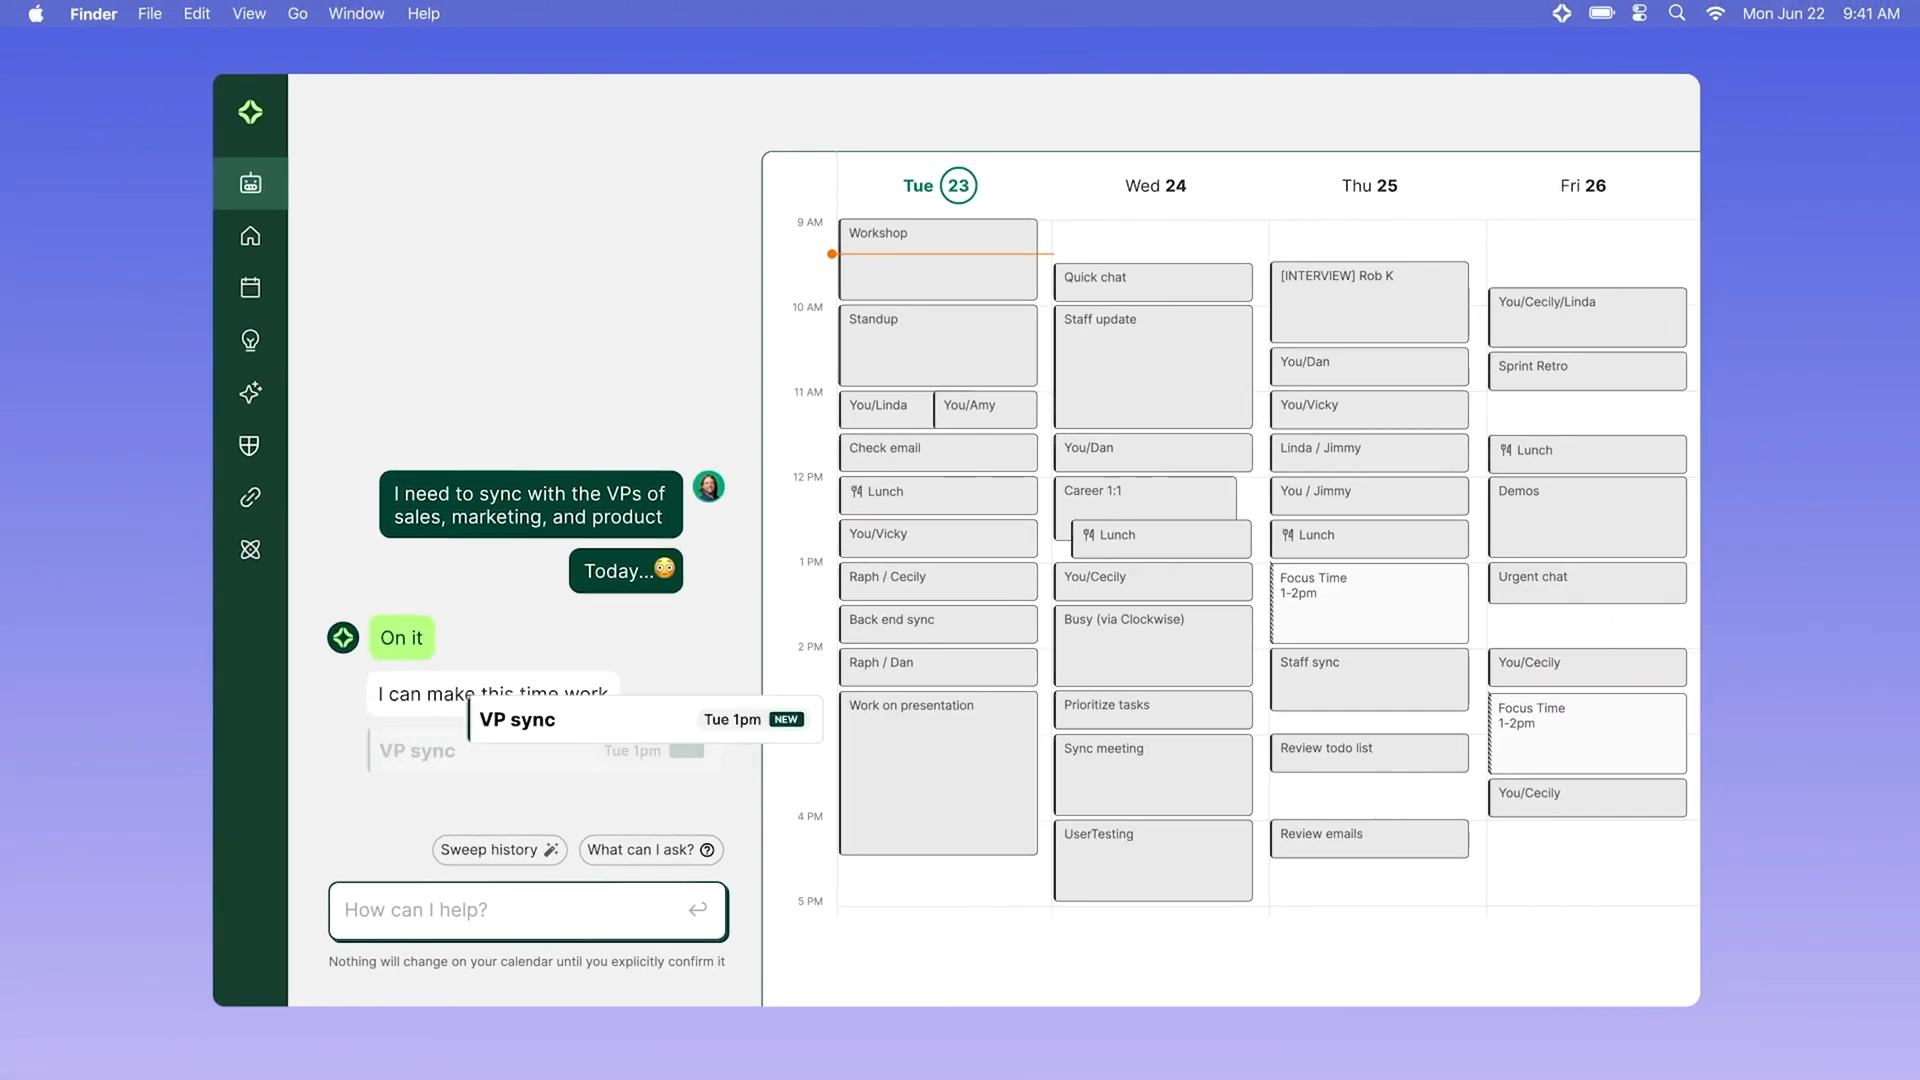 Finder File Edit View Go Window Help
Mon Jun 22 9:41 AM
I need to sync with the VPs of
sales, marketing, and product
Today...😳
On it
I can make this time work
VP sync Tue 1pm NEW
VP sync Tue 1pm
Sweep history
What can I ask?
How can I help?
Nothing will change on your calendar until you explicitly confirm it
Tue 23
Wed 24
Thu 25
Fri 26
9 AM
10 AM
11 AM
12 PM
1 PM
2 PM
4 PM
5 PM
Workshop
Standup
You/Linda
You/Amy
Check email
Lunch
You/Vicky
Raph / Cecily
Back end sync
Raph / Dan
Work on presentation
Quick chat
Staff update
You/Dan
Career 1:1
Lunch
You/Cecily
Busy (via Clockwise)
Prioritize tasks
Sync meeting
UserTesting
[INTERVIEW] Rob K
You/Dan
You/Vicky
Linda / Jimmy
You / Jimmy
Lunch
Focus Time
1-2pm
Staff sync
Review todo list
Review emails
You/Cecily/Linda
Sprint Retro
Lunch
Demos
Urgent chat
You/Cecily
Focus Time
1-2pm
You/Cecily